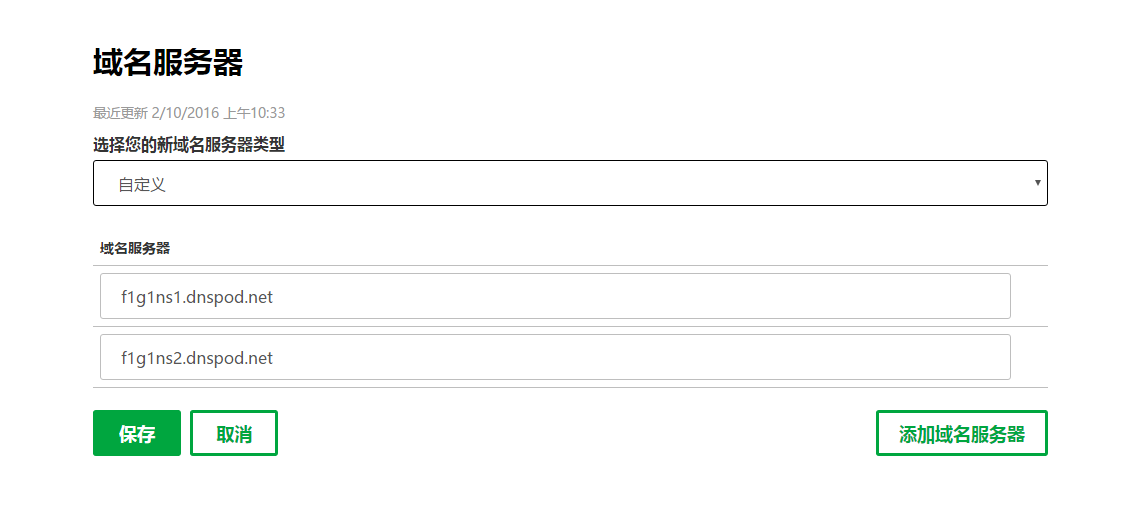 域名服务器
最近更新 2/10/2016 上午10:33
选择您的新域名服务器类型
自定义
域名服务器
f1g1ns1.dnspod.net
f1g1ns2.dnspod.net
保存 取消 添加域名服务器